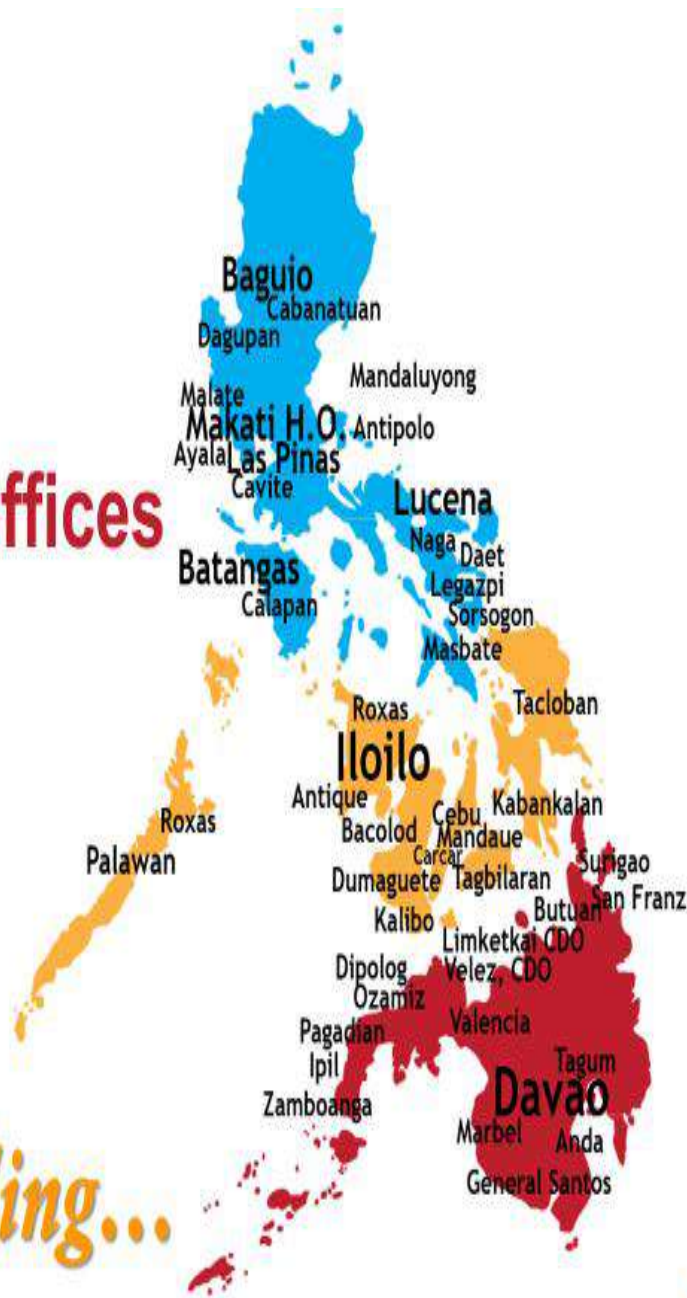 Baguio
Cabanatuan
Dagupan
Mandaluyong
Malate
Makati H.O. Antipolo
Ayala Las Pinas
Cavite
ffices
Lucena
Naga Daet
Batangas
Legazpi
Calapan
Sorsogon
Masbate
Roxas
Tacloban
Iloilo
Antique
Cebu Kabankalan
Roxas
Bacolod
Mandaue
Carcar
Palawan
Surigao
Dumaguete Tagbilaran
San Franz
Butuan
Kalibo
Limketkai CDO
Dipolog Velez, CDO
Ozamiz
Pagadian
Valencia
Ipil
Tagum
Davao
Zamboanga
Marbel
Anda
General Santos
ing...